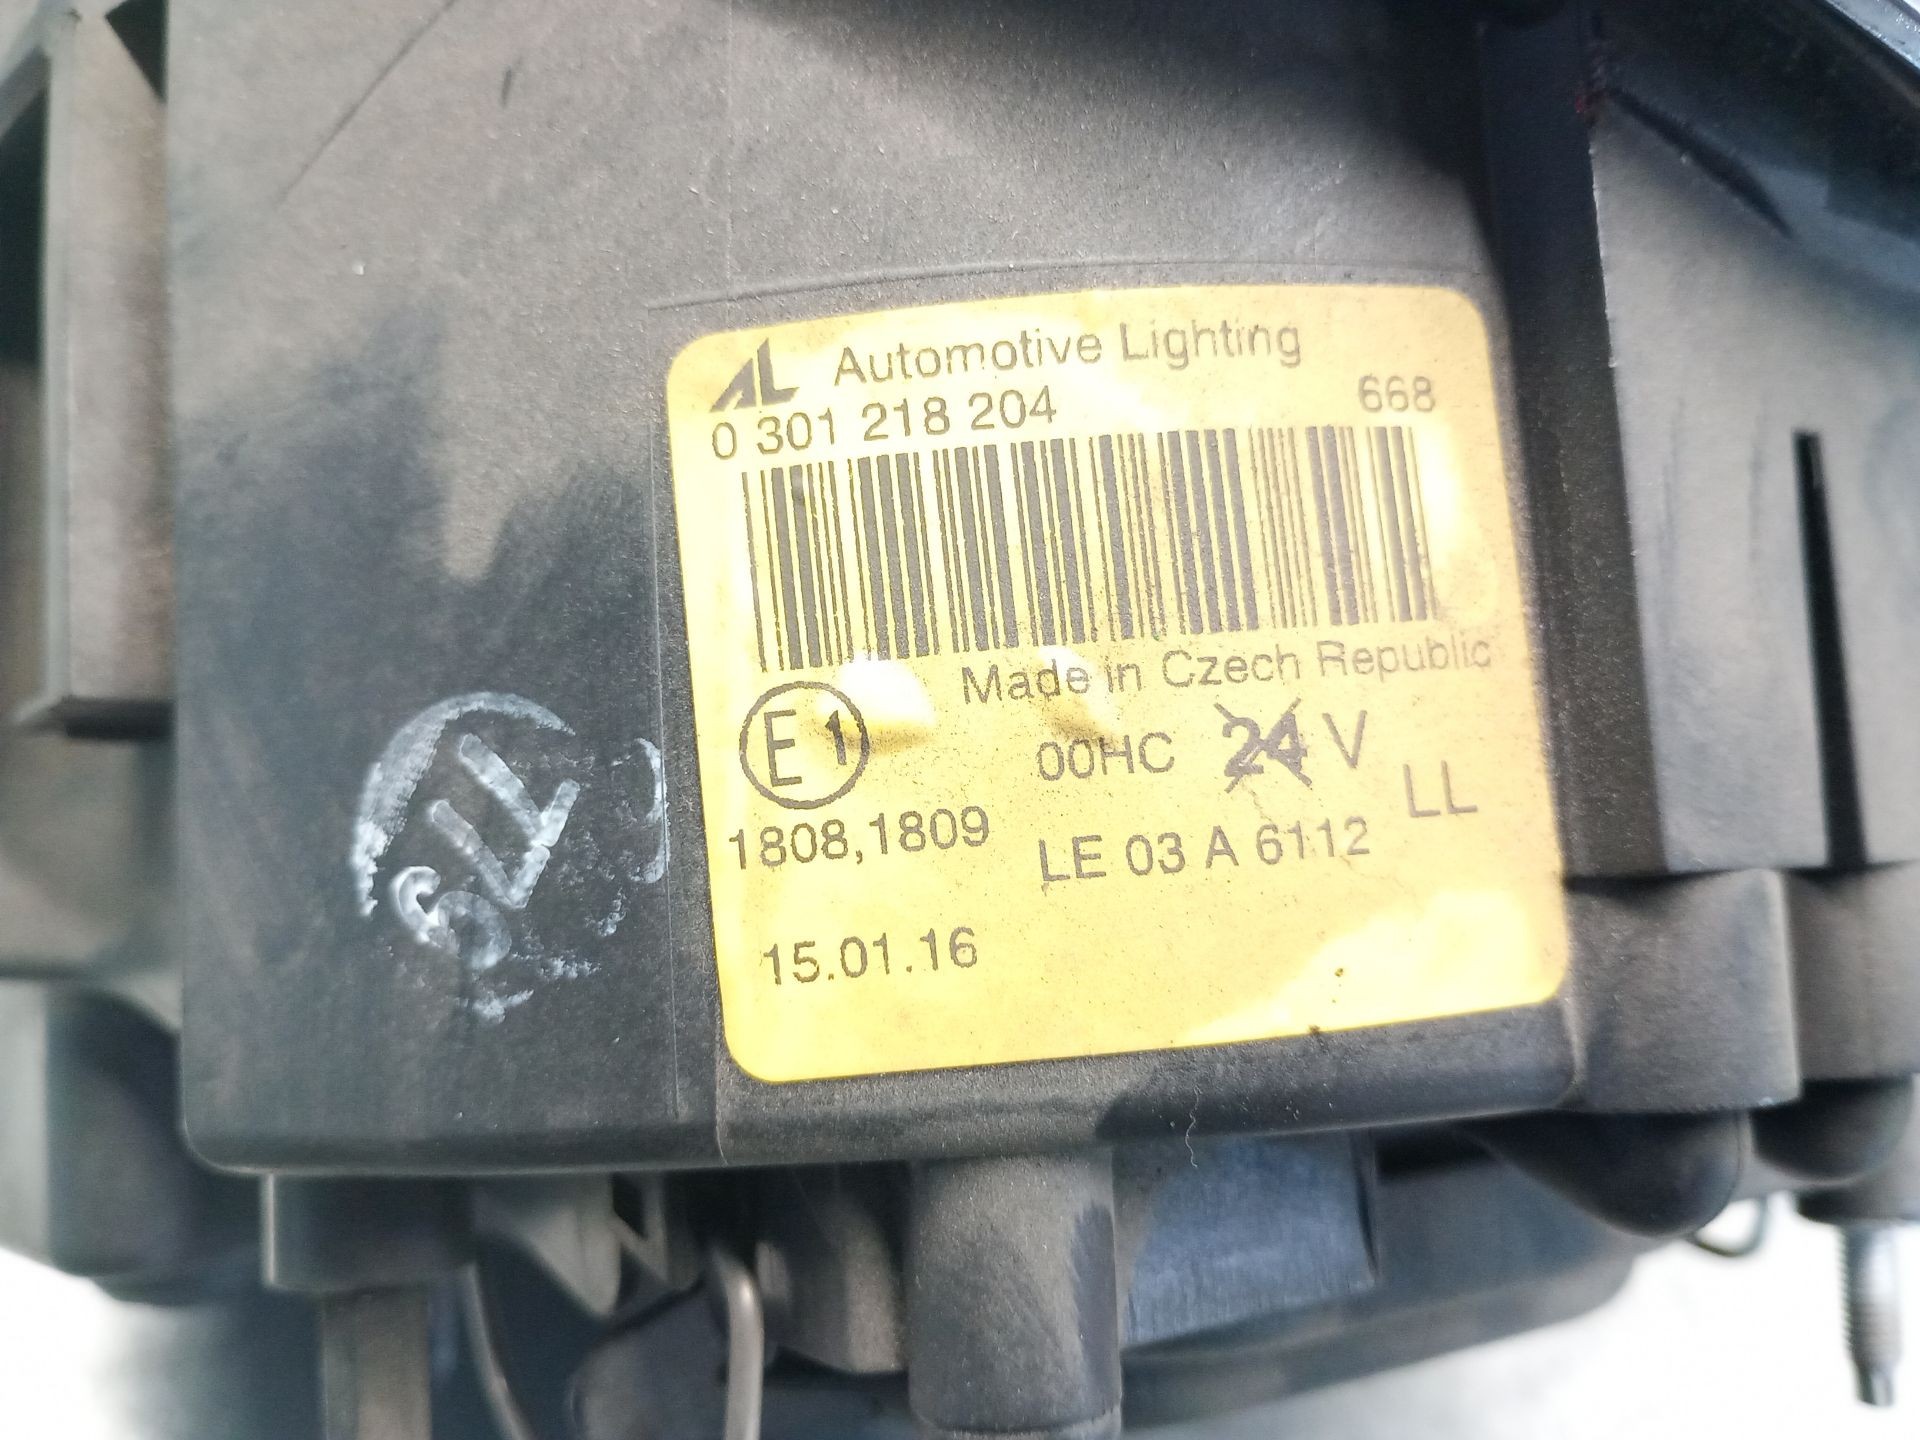 AL Automotive Lighting
0 301 218 204 668
Made in Czech Republic
E1 00HC 24 V
1808,1809 LE 03 A 6112 LL
15.01.16